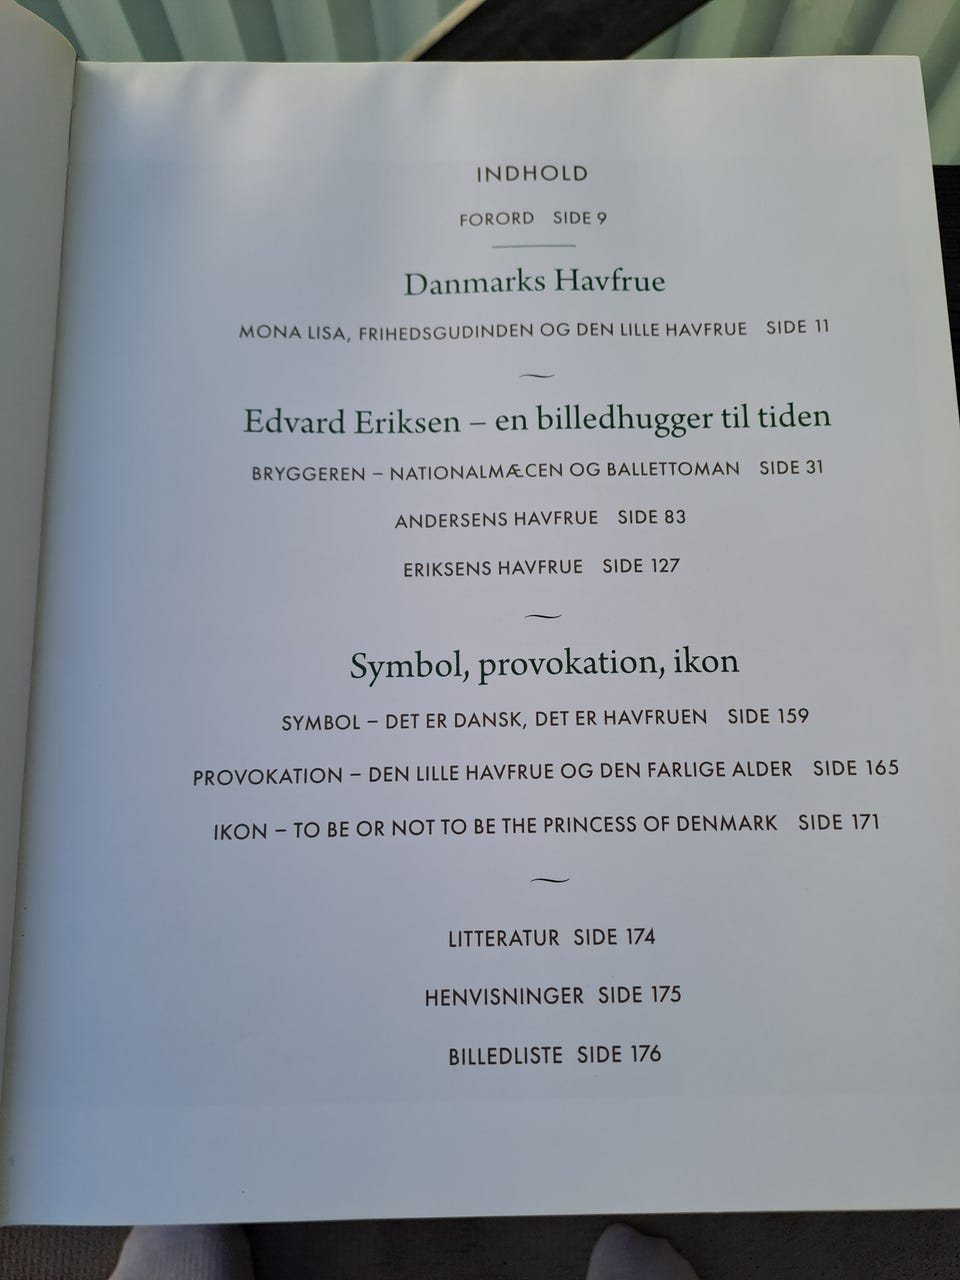 INDHOLD
FORORD SIDE 9
Danmarks Havfrue
MONA LISA, FRIHEDSGUDINDEN OG DEN LILLE HAVFRUE SIDE 11
Edvard Eriksen – en billedhugger til tiden
BRYGGEREN – NATIONALMÆCEN OG BALLETTOMAN SIDE 31
ANDERSENS HAVFRUE SIDE 83
ERIKSENS HAVFRUE SIDE 127
Symbol, provokation, ikon
SYMBOL – DET ER DANSK, DET ER HAVFRUEN SIDE 159
PROVOKATION – DEN LILLE HAVFRUE OG DEN FARLIGE ALDER SIDE 165
IKON – TO BE OR NOT TO BE THE PRINCESS OF DENMARK SIDE 171
LITTERATUR SIDE 174
HENVISNINGER SIDE 175
BILLEDLISTE SIDE 176